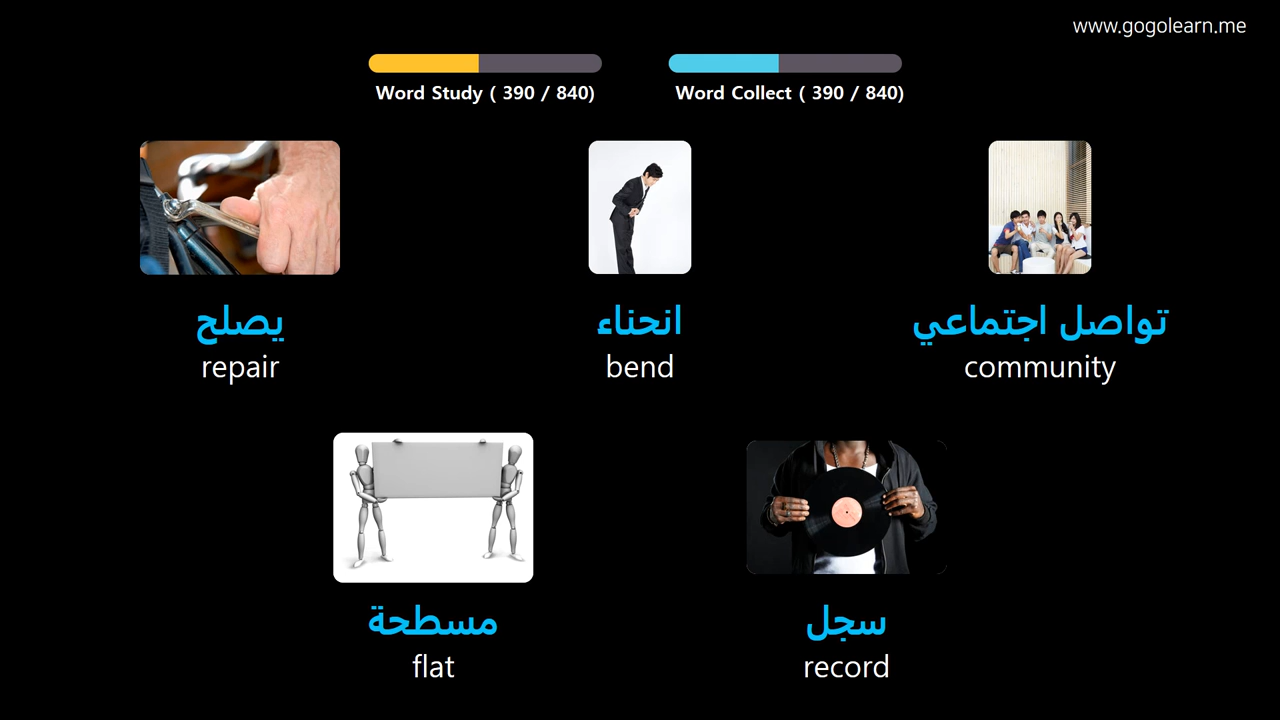 www.gogolearn.me
Word Study ( 390 / 840)
Word Collect ( 390 / 840)
يصلح
repair
انحناء
bend
تواصل اجتماعي
community
مسطحة
flat
سجل
record